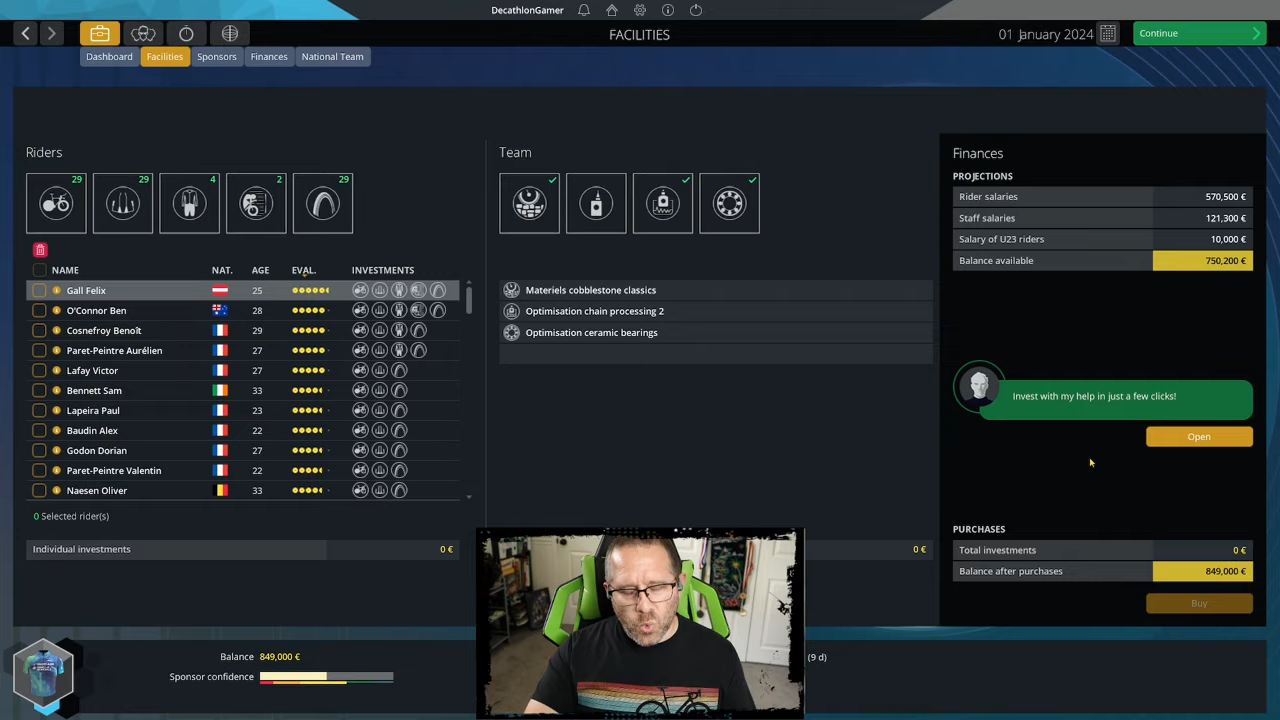 DecathlonGamer
FACILITIES
01 January 2024
Continue
Dashboard
Facilities
Sponsors
Finances
National Team
Riders
29
29
4
2
29
NAME NAT. AGE EVAL. INVESTMENTS
Gall Felix 25
O'Connor Ben 28
Cosnefroy Benoît 29
Paret-Peintre Aurélien 27
Lafay Victor 27
Bennett Sam 33
Lapeira Paul 23
Baudin Alex 22
Godon Dorian 27
Paret-Peintre Valentin 22
Naesen Oliver 33
0 Selected rider(s)
Individual investments 0 €
Team
Materiels cobblestone classics
Optimisation chain processing 2
Optimisation ceramic bearings
0 €
Finances
PROJECTIONS
Rider salaries 570,500 €
Staff salaries 121,300 €
Salary of U23 riders 10,000 €
Balance available 750,200 €
Invest with my help in just a few clicks!
Open
PURCHASES
Total investments 0 €
Balance after purchases 849,000 €
Buy
Balance 849,000 €
Sponsor confidence
(9 d)